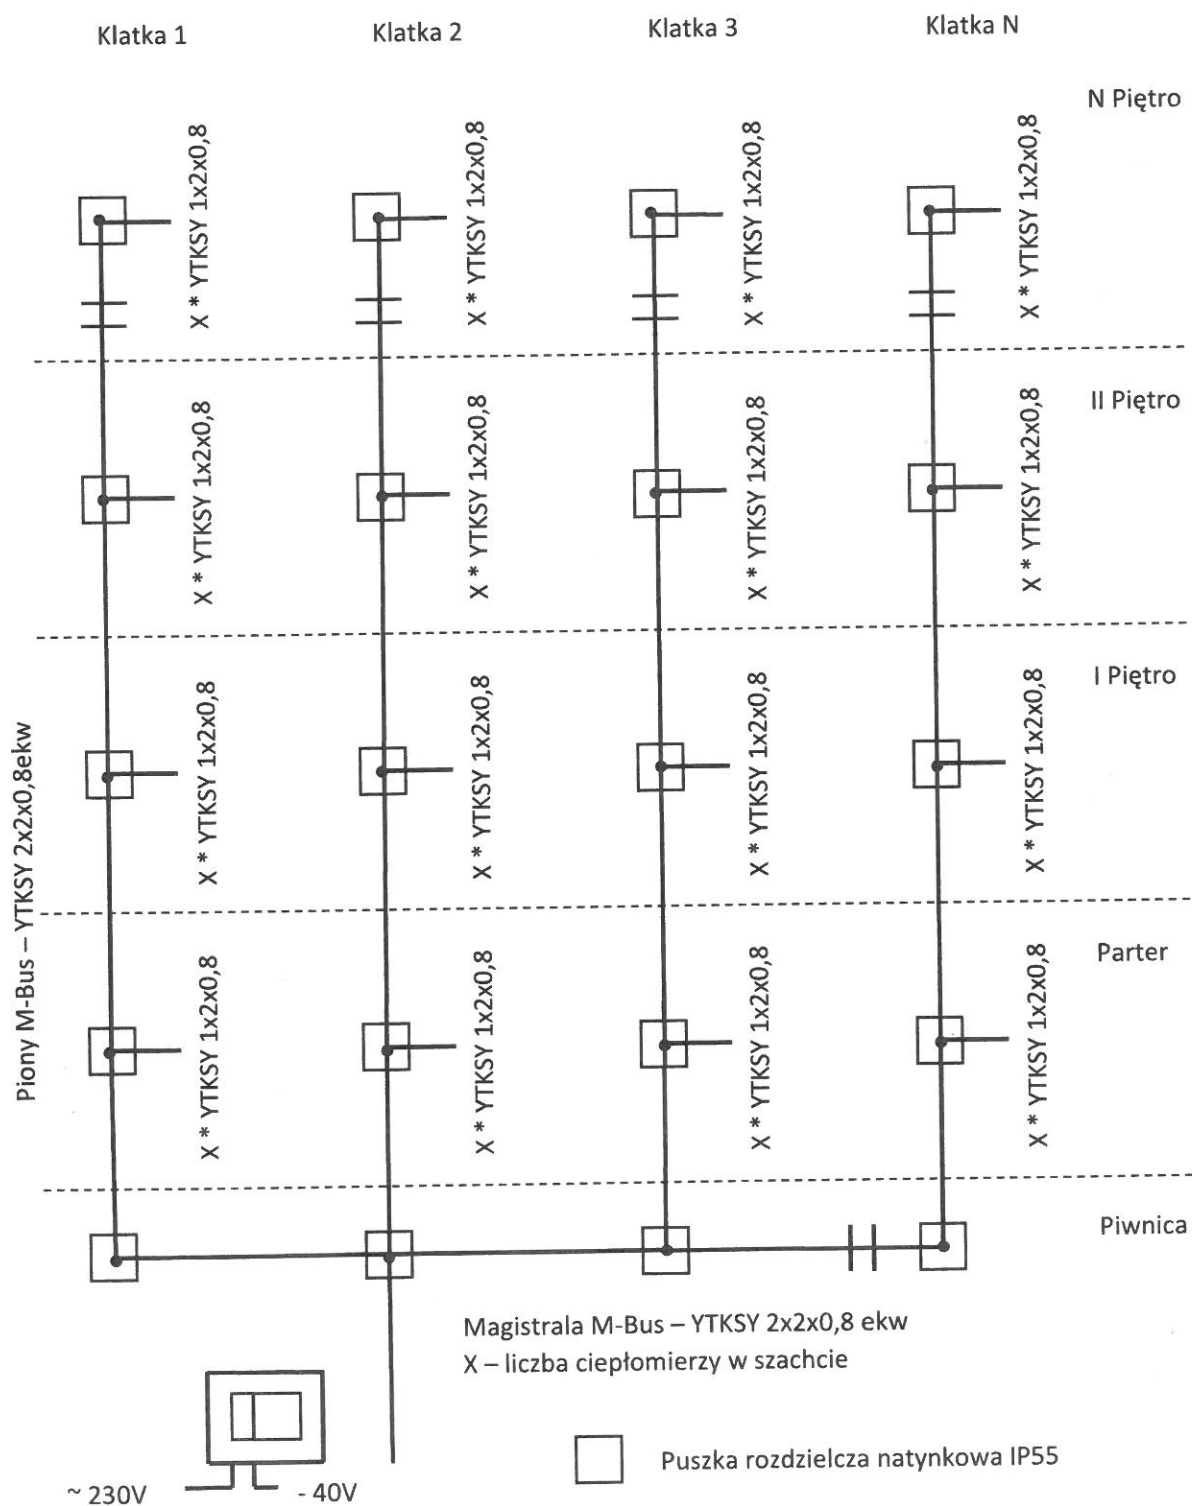 Klatka 1
Klatka 2
Klatka 3
Klatka N
N Piętro
X * YTKSY 1x2x0,8
X * YTKSY 1x2x0,8
X * YTKSY 1x2x0,8
X * YTKSY 1x2x0,8
II Piętro
X * YTKSY 1x2x0,8
X * YTKSY 1x2x0,8
X * YTKSY 1x2x0,8
X * YTKSY 1x2x0,8
I Piętro
X * YTKSY 1x2x0,8
X * YTKSY 1x2x0,8
X * YTKSY 1x2x0,8
X * YTKSY 1x2x0,8
Piony M-Bus – YTKSY 2x2x0,8ekw
Parter
X * YTKSY 1x2x0,8
X * YTKSY 1x2x0,8
X * YTKSY 1x2x0,8
X * YTKSY 1x2x0,8
Piwnica
Magistrala M-Bus – YTKSY 2x2x0,8 ekw
X – liczba ciepłomierzy w szachcie
Puszka rozdzielcza natynkowa IP55
~ 230V
- 40V